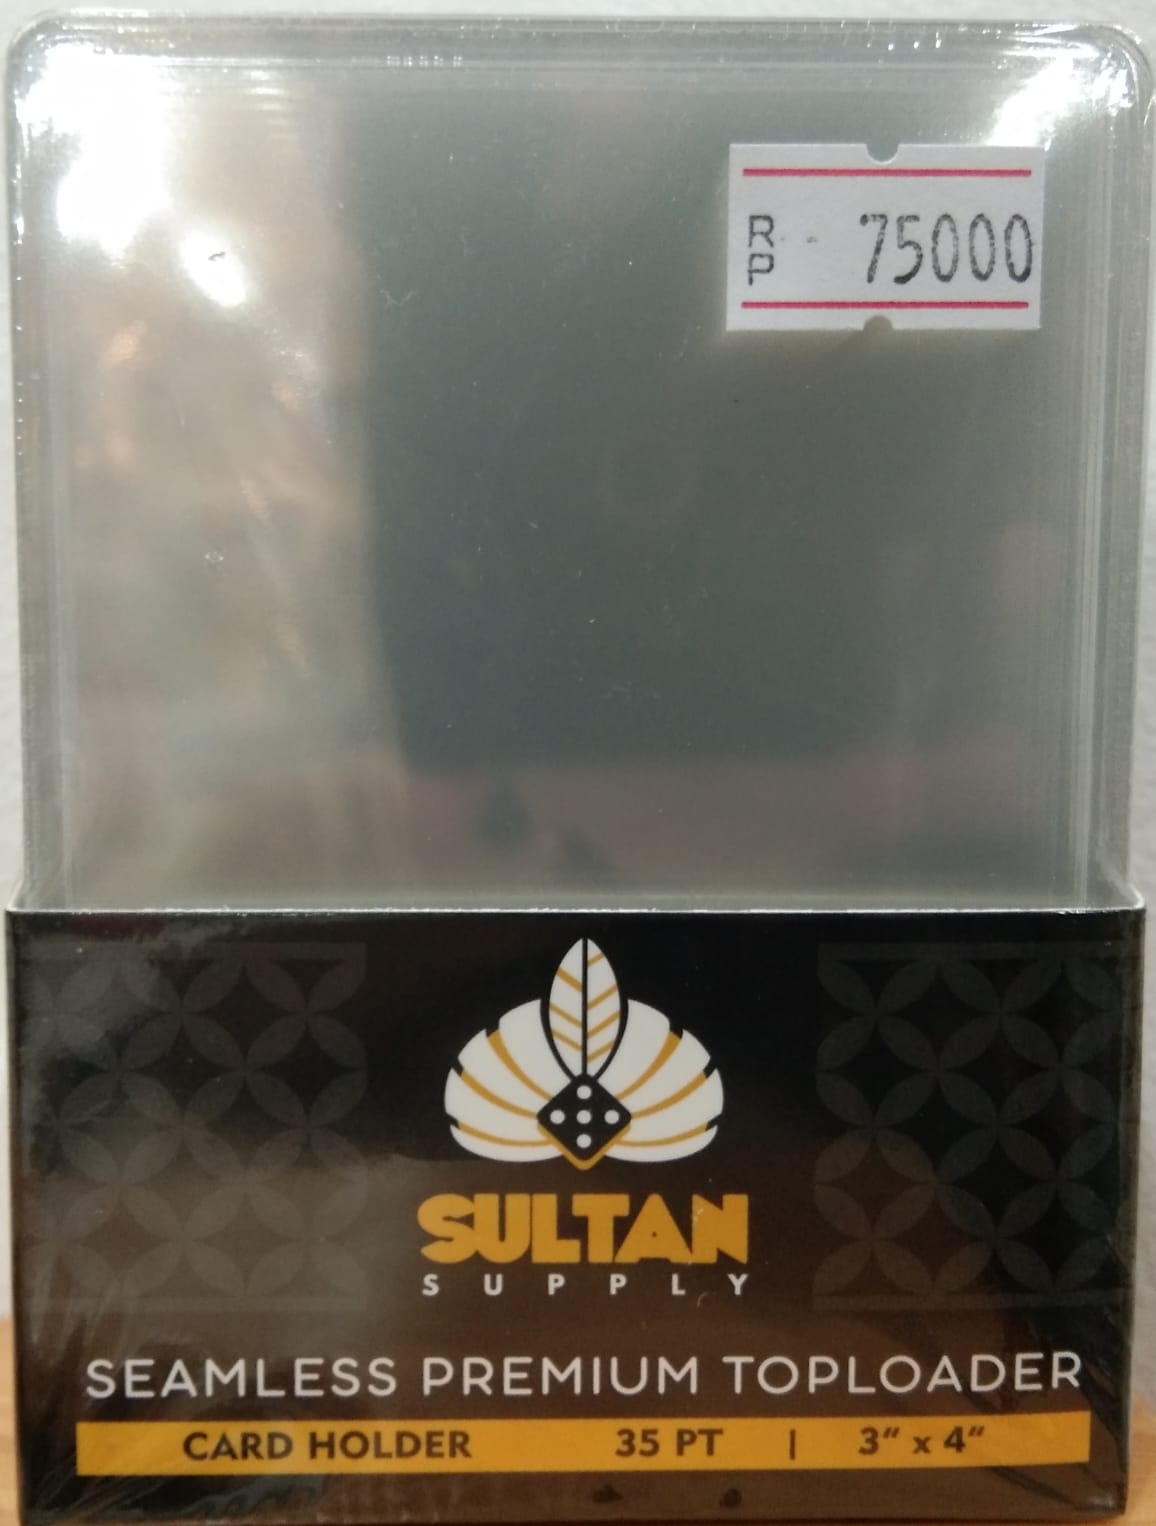 RP - 75000
SULTAN
SUPPLY
SEAMLESS PREMIUM TOPLOADER
CARD HOLDER 35 PT | 3" x 4"